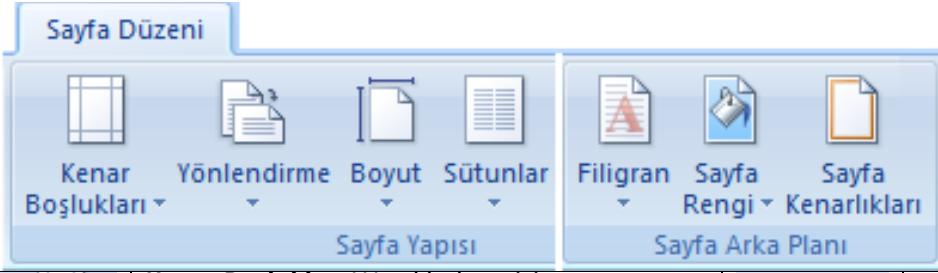 Sayfa Düzeni
Kenar Boşlukları
Yönlendirme
Boyut
Sütunlar
Filigran
Sayfa Rengi
Sayfa Kenarlıkları
Sayfa Yapısı
Sayfa Arka Planı